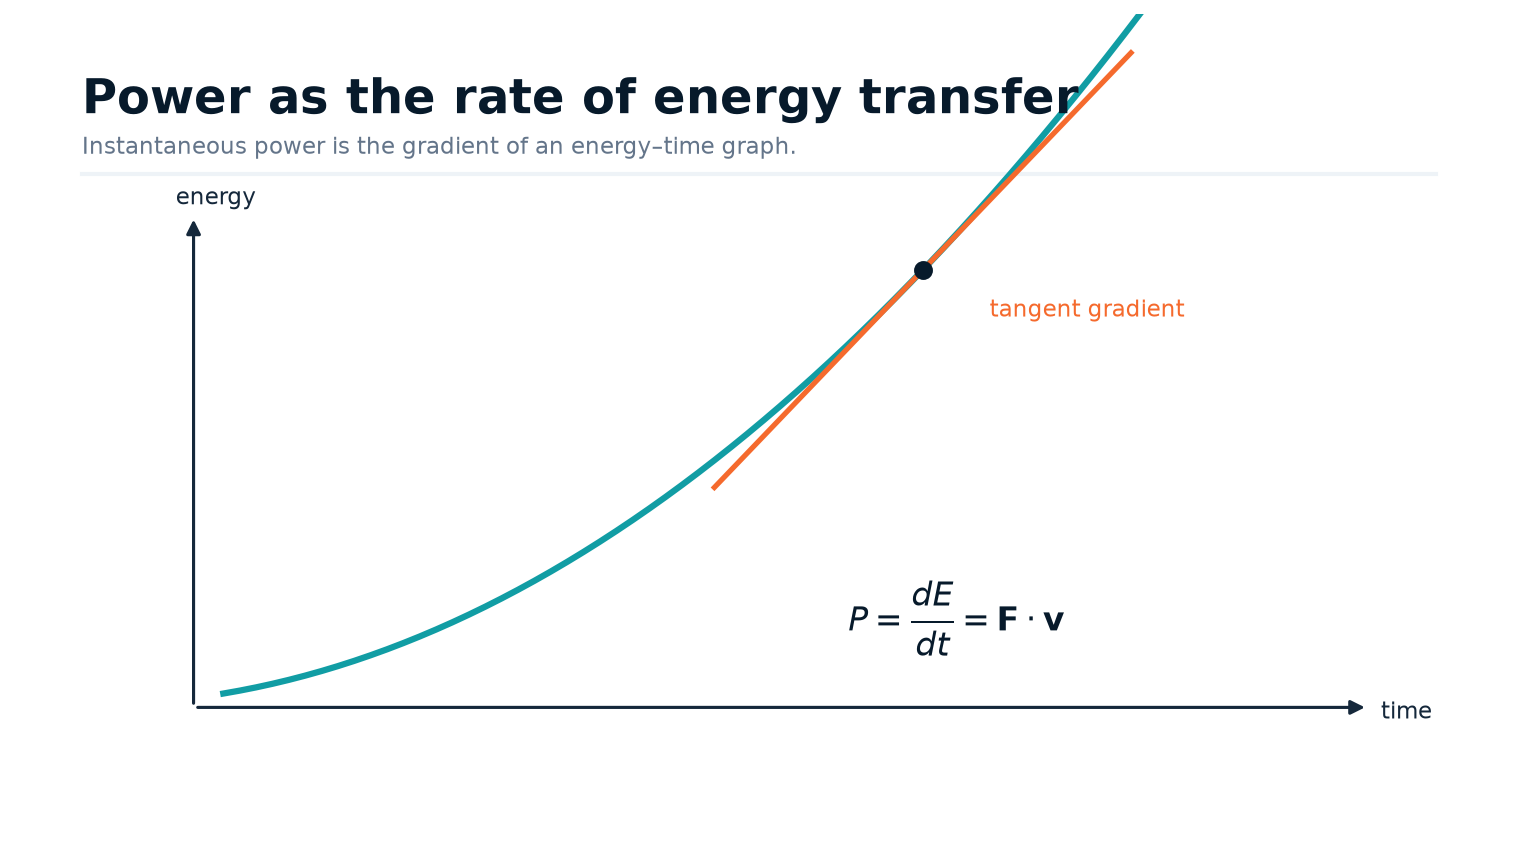 Power as the rate of energy transfer
Instantaneous power is the gradient of an energy–time graph.
energy
tangent gradient
P = dE/dt = F · v
time